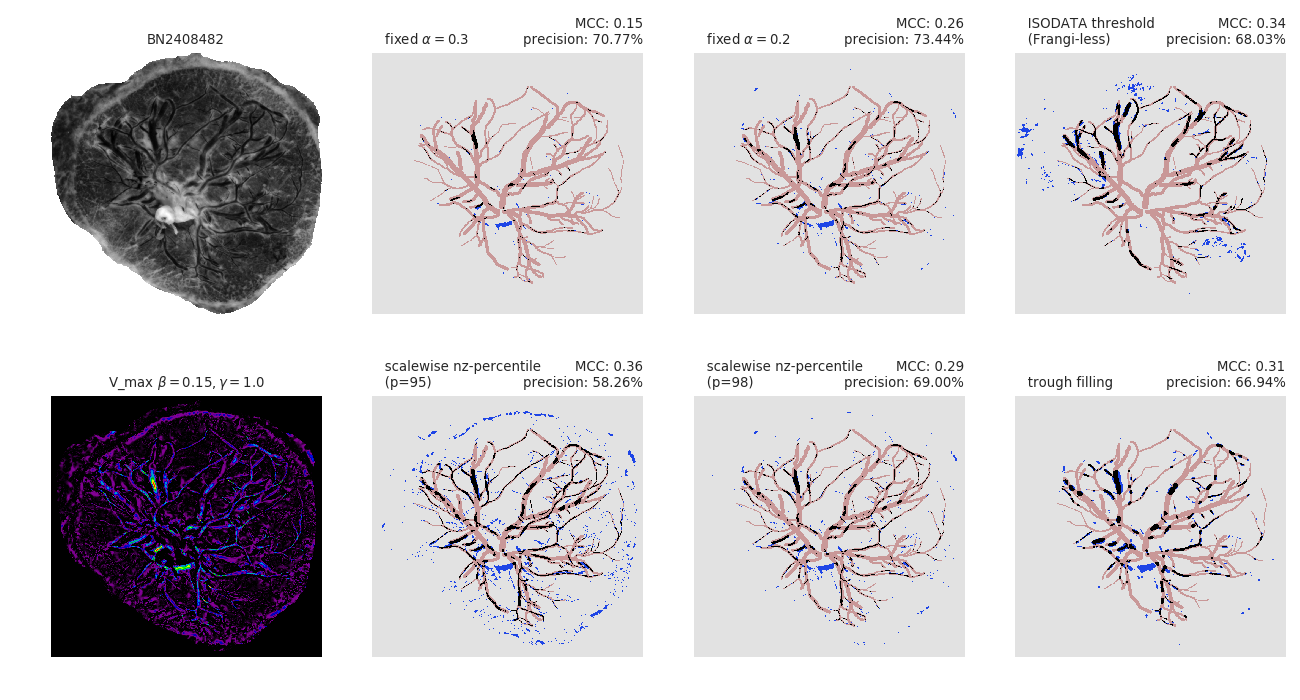 BN2408482
fixed α = 0.3
MCC: 0.15
precision: 70.77%
fixed α = 0.2
MCC: 0.26
precision: 73.44%
ISODATA threshold
(Frangi-less)
MCC: 0.34
precision: 68.03%
V_max β = 0.15, γ = 1.0
scalewise nz-percentile
(p=95)
MCC: 0.36
precision: 58.26%
scalewise nz-percentile
(p=98)
MCC: 0.29
precision: 69.00%
trough filling
MCC: 0.31
precision: 66.94%